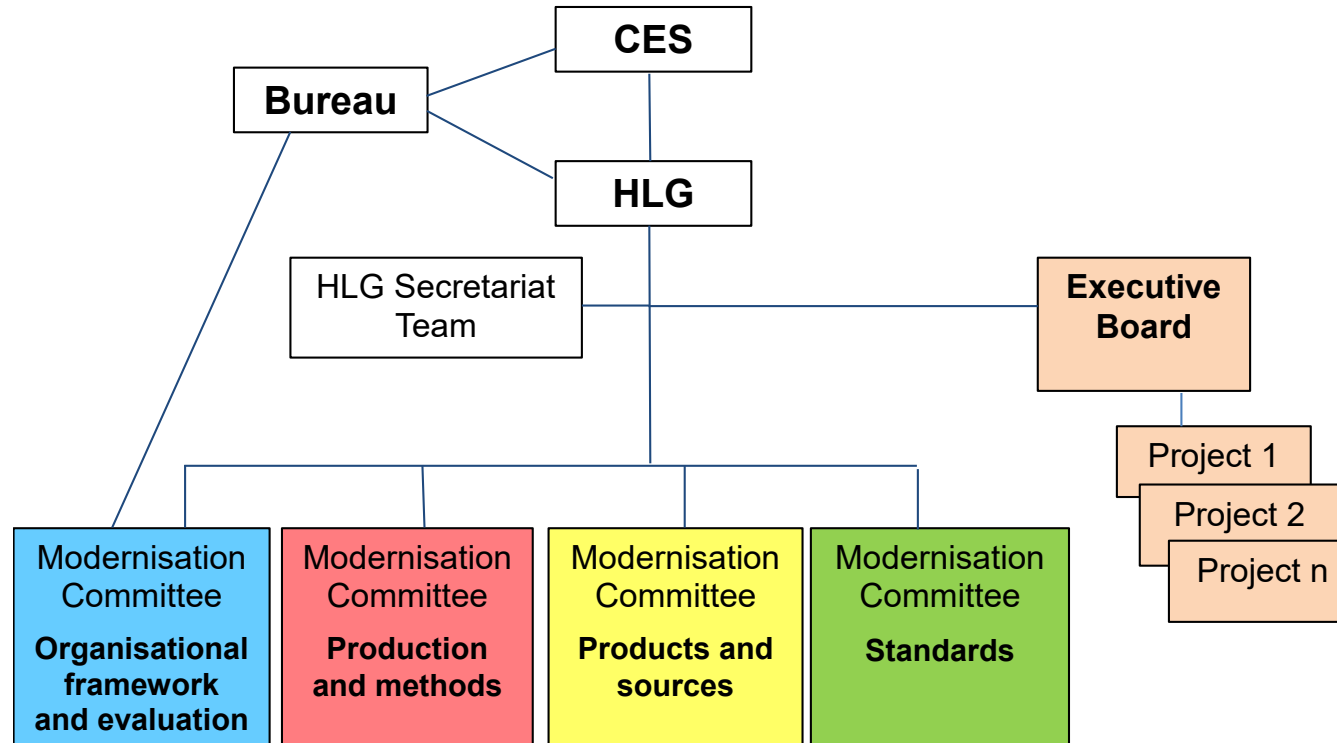 CES
Bureau
HLG
HLG Secretariat
Team
Executive
Board
Project 1
Project 2
Project n
Modernisation
Committee
Organisational
framework
and evaluation
Modernisation
Committee
Production
and methods
Modernisation
Committee
Products and
sources
Modernisation
Committee
Standards